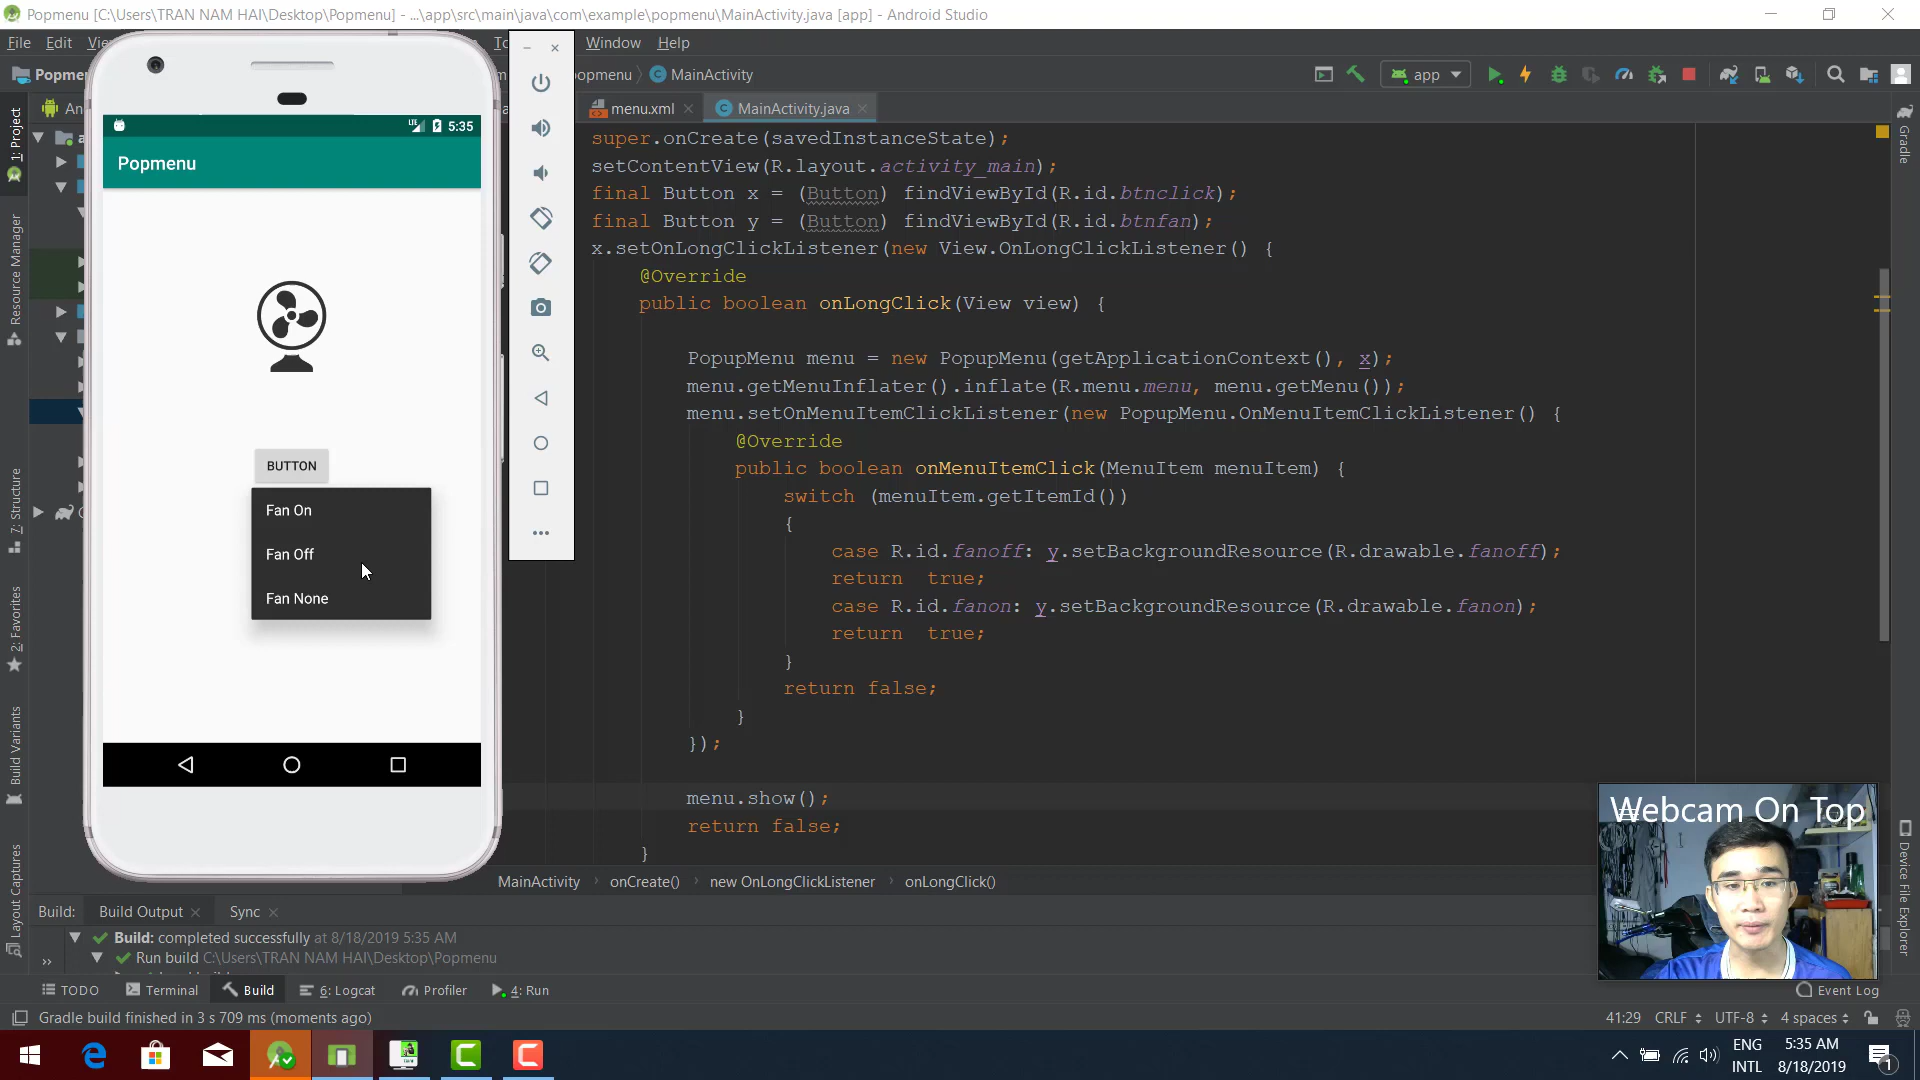 Popmenu [C:\Users\TRAN NAM HAI\Desktop\Popmenu] - ...\app\src\main\java\com\example\popmenu\MainActivity.java [app] - Android Studio
File Edit Window Help
popmenu MainActivity
app
menu.xml
MainActivity.java
1: Project
Resource Manager
7: Structure
2: Favorites
Build Variants
Layout Captures
5:35
Popmenu
BUTTON
Fan On
Fan Off
Fan None
super.onCreate(savedInstanceState);
setContentView(R.layout.activity_main);
final Button x = (Button) findViewById(R.id.btnclick);
final Button y = (Button) findViewById(R.id.btnfan);
x.setOnLongClickListener(new View.OnLongClickListener() {
@Override
public boolean onLongClick(View view) {
PopupMenu menu = new PopupMenu(getApplicationContext(), x);
menu.getMenuInflater().inflate(R.menu.menu, menu.getMenu());
menu.setOnMenuItemClickListener(new PopupMenu.OnMenuItemClickListener() {
@Override
public boolean onMenuItemClick(MenuItem menuItem) {
switch (menuItem.getItemId())
{
case R.id.fanoff: y.setBackgroundResource(R.drawable.fanoff);
return  true;
case R.id.fanon: y.setBackgroundResource(R.drawable.fanon);
return  true;
}
return false;
}
});
menu.show();
return false;
}
Gradle
Device File Explorer
Webcam On Top
MainActivity › onCreate() › new OnLongClickListener › onLongClick()
Build: Build Output × Sync ×
Build: completed successfully at 8/18/2019 5:35 AM
Run build C:\Users\TRAN NAM HAI\Desktop\Popmenu
TODO Terminal Build 6: Logcat Profiler 4: Run Event Log
Gradle build finished in 3 s 709 ms (moments ago)
41:29 CRLF UTF-8 4 spaces
ENG
INTL
5:35 AM
8/18/2019
1